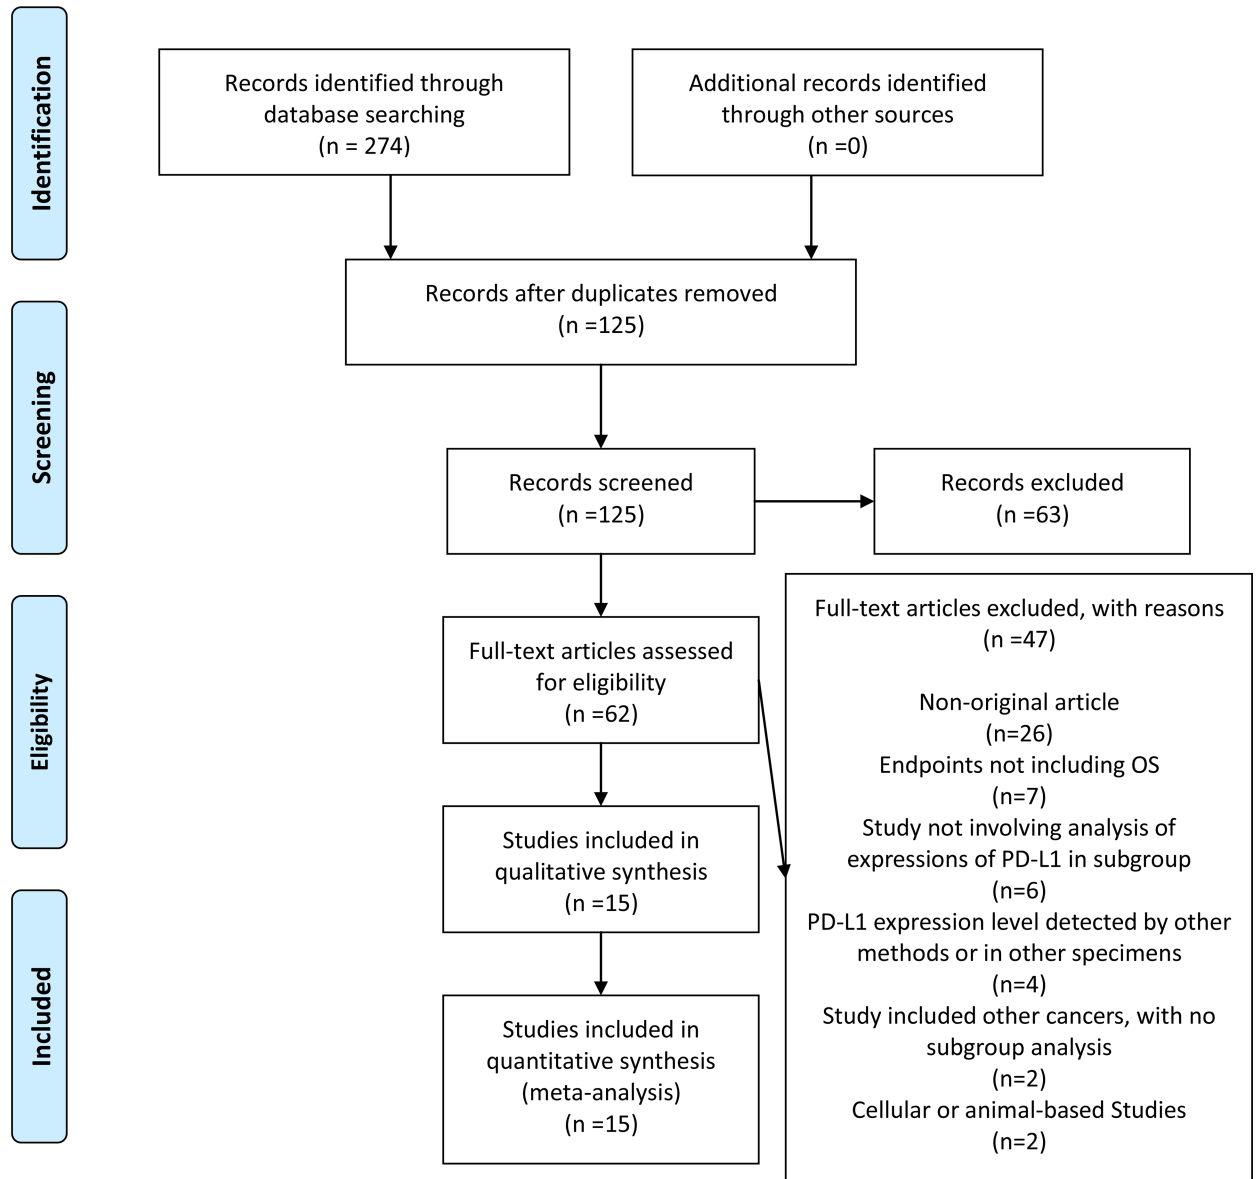 Identification
Records identified through
database searching
(n = 274)
Additional records identified
through other sources
(n =0)
Records after duplicates removed
(n =125)
Screening
Records screened
(n =125)
Records excluded
(n =63)
Eligibility
Full-text articles assessed
for eligibility
(n =62)
Full-text articles excluded, with reasons
(n =47)
Non-original article
(n=26)
Endpoints not including OS
(n=7)
Study not involving analysis of
expressions of PD-L1 in subgroup
(n=6)
PD-L1 expression level detected by other
methods or in other specimens
(n=4)
Study included other cancers, with no
subgroup analysis
(n=2)
Cellular or animal-based Studies
(n=2)
Studies included in
qualitative synthesis
(n =15)
Included
Studies included in
quantitative synthesis
(meta-analysis)
(n =15)